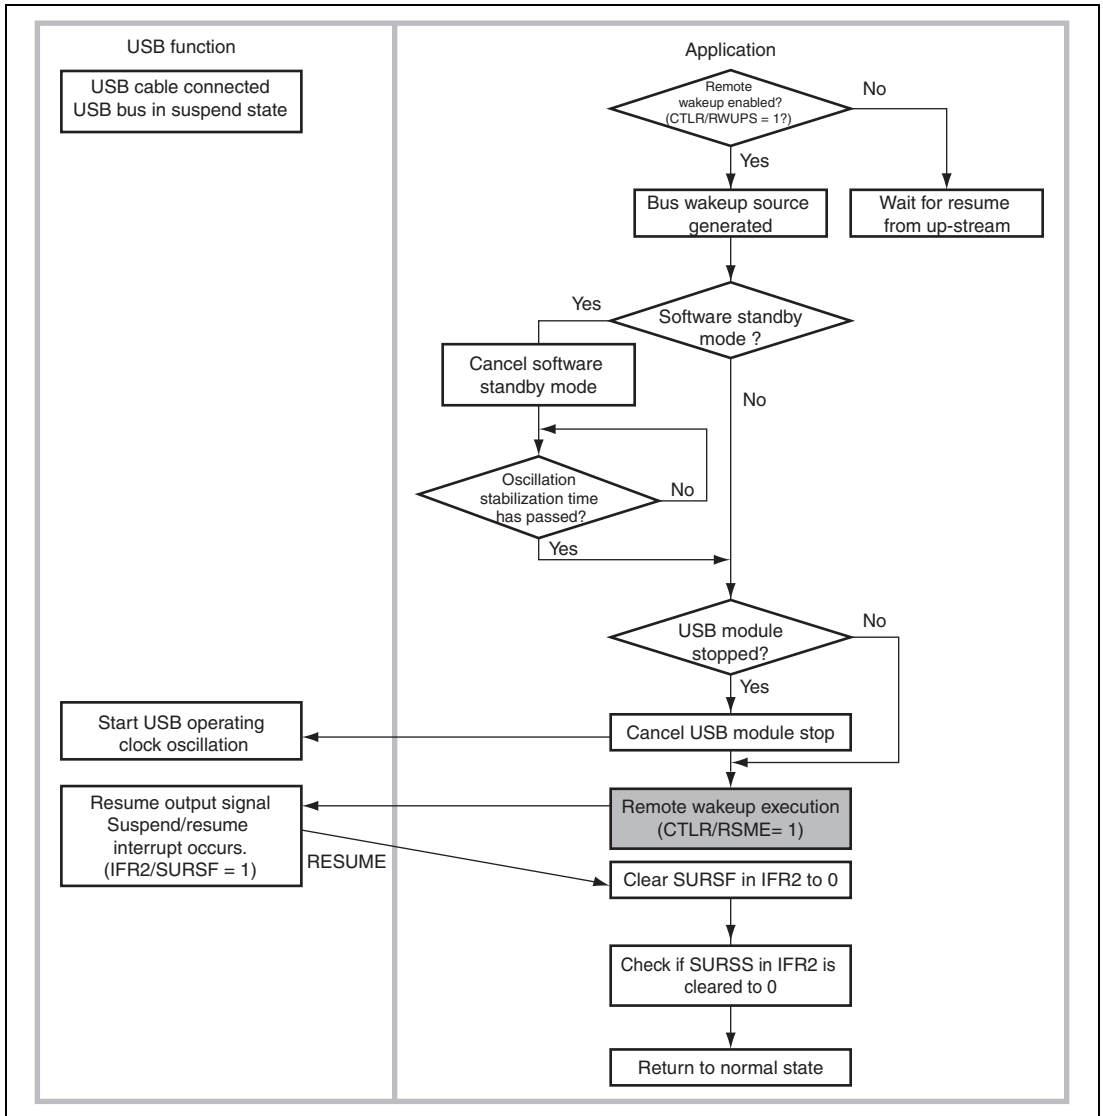 USB function
USB cable connected
USB bus in suspend state
Application
Remote
wakeup enabled?
(CTLR/RWUPS = 1?)
No
Yes
Bus wakeup source
generated
Wait for resume
from up-stream
Yes
Software standby
mode ?
Cancel software
standby mode
No
Oscillation
stabilization time
has passed?
No
Yes
USB module
stopped?
No
Yes
Start USB operating
clock oscillation
Cancel USB module stop
Resume output signal
Suspend/resume
interrupt occurs.
(IFR2/SURSF = 1)
Remote wakeup execution
(CTLR/RSME= 1)
RESUME
Clear SURSF in IFR2 to 0
Check if SURSS in IFR2 is
cleared to 0
Return to normal state